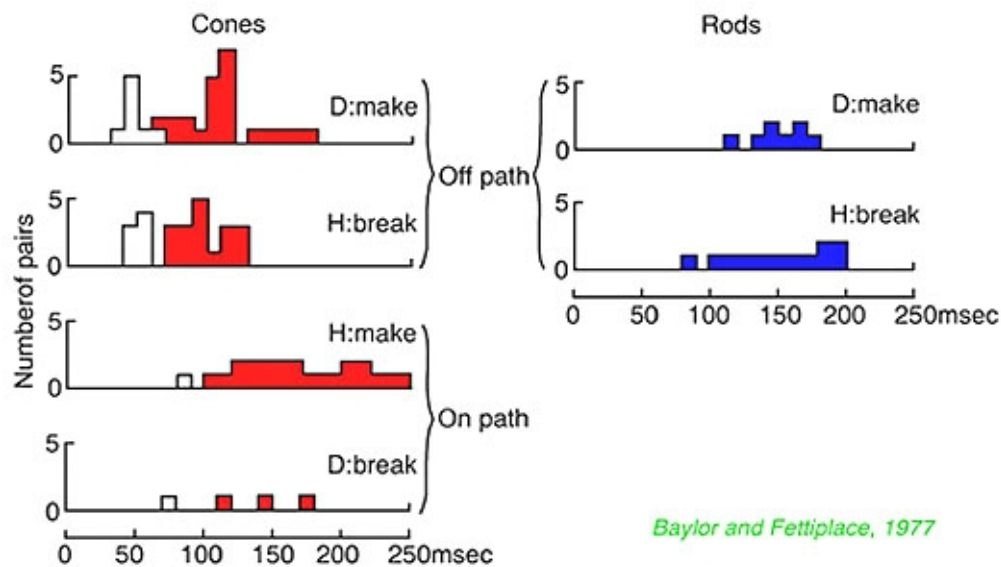 Cones
Rods
Numberof pairs
5
0
D:make
5
0
H:break
Off path
5
0
H:make
5
0
D:break
On path
0 50 100 150 200 250msec
5
0
D:make
5
0
H:break
0 50 100 150 200 250msec
Baylor and Fettiplace, 1977